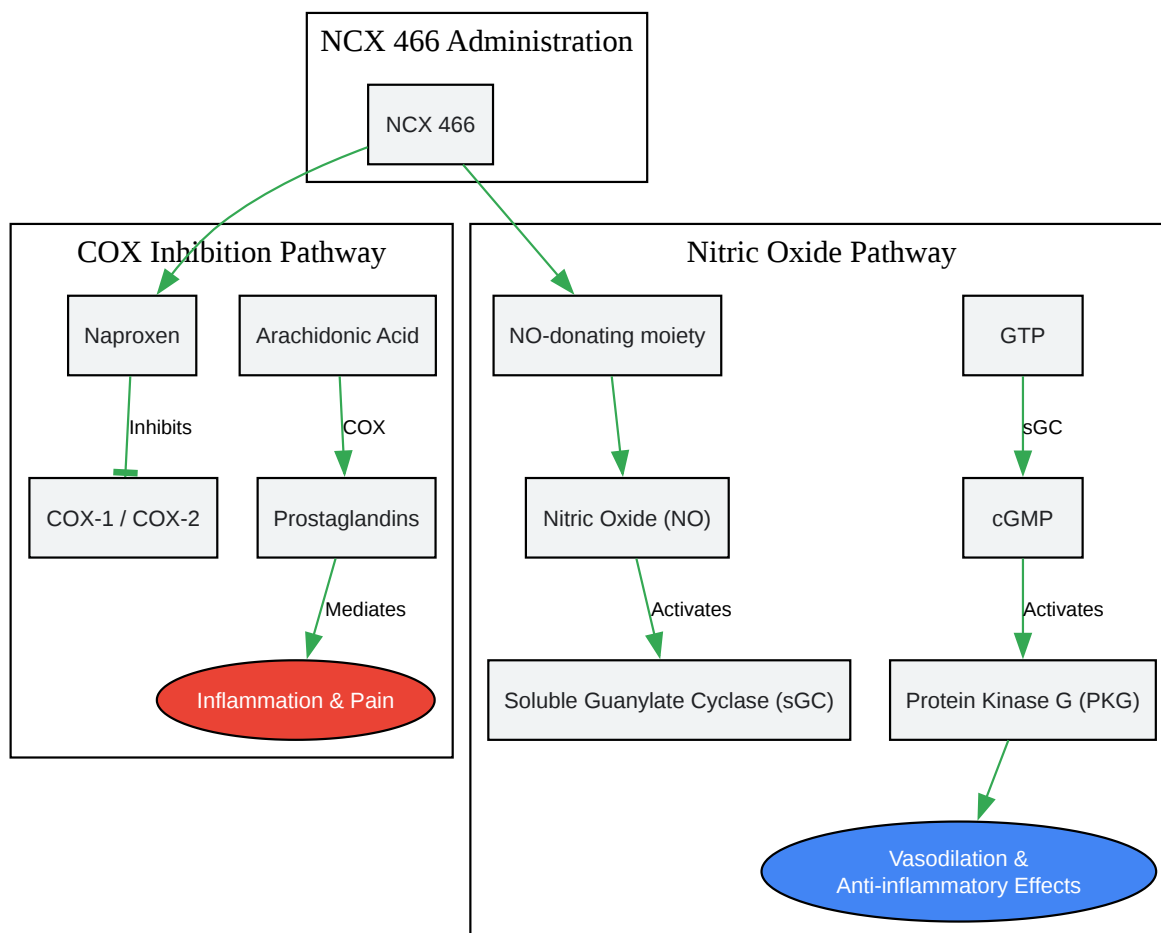 NCX 466 Administration
NCX 466
COX Inhibition Pathway
Nitric Oxide Pathway
Naproxen
Arachidonic Acid
NO-donating moiety
GTP
Inhibits
COX
sGC
COX-1 / COX-2
Prostaglandins
Nitric Oxide (NO)
cGMP
Mediates
Activates
Activates
Inflammation & Pain
Soluble Guanylate Cyclase (sGC)
Protein Kinase G (PKG)
Vasodilation &
Anti-inflammatory Effects